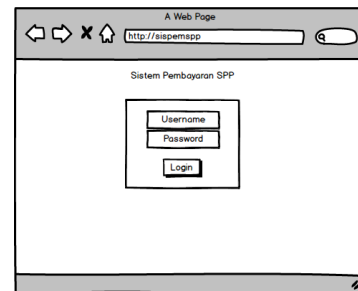 A Web Page
http://sispemspp
Sistem Pembayaran SPP
Username
Password
Login